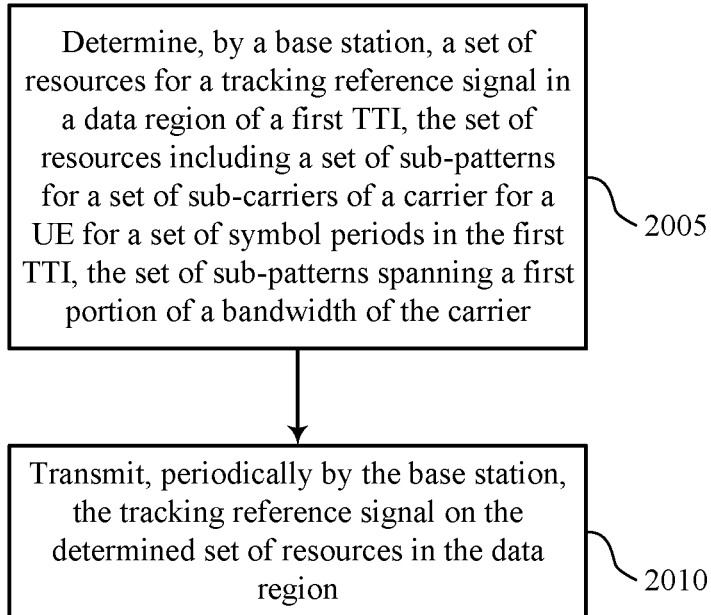 Determine, by a base station, a set of
resources for a tracking reference signal in
a data region of a first TTI, the set of
resources including a set of sub-patterns
for a set of sub-carriers of a carrier for a
UE for a set of symbol periods in the first
TTI, the set of sub-patterns spanning a first
portion of a bandwidth of the carrier
2005
Transmit, periodically by the base station,
the tracking reference signal on the
determined set of resources in the data
region
2010